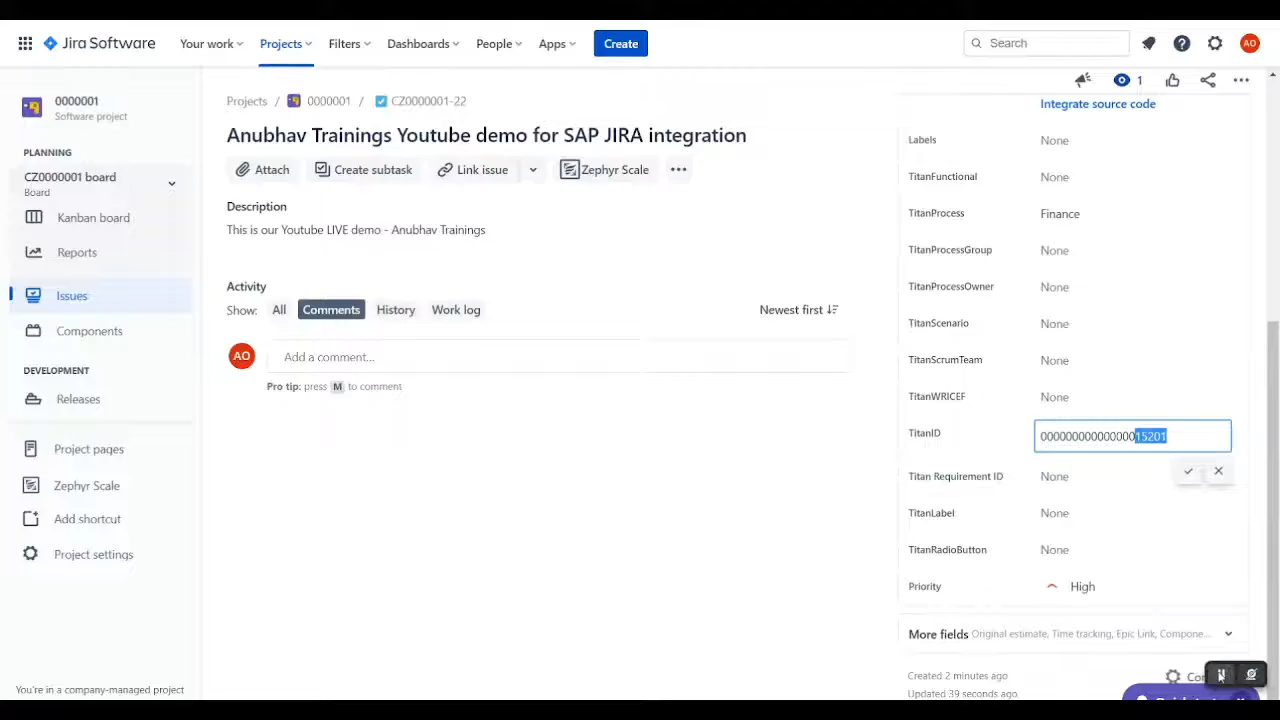 Jira Software
Your work
Projects
Filters
Dashboards
People
Apps
Create
Search
AO
0000001
Software project
PLANNING
CZ0000001 board
Board
Kanban board
Reports
Issues
Components
DEVELOPMENT
Releases
Project pages
Zephyr Scale
Add shortcut
Project settings
You're in a company-managed project
Projects / 0000001 / CZ0000001-22
Anubhav Trainings Youtube demo for SAP JIRA integration
Attach
Create subtask
Link issue
Zephyr Scale
Description
This is our Youtube LIVE demo - Anubhav Trainings
Activity
Show:
All
Comments
History
Work log
Newest first
AO
Add a comment...
Pro tip: press M to comment
1
Integrate source code
Labels
None
TitanFunctional
None
TitanProcess
Finance
TitanProcessGroup
None
TitanProcessOwner
None
TitanScenario
None
TitanScrumTeam
None
TitanWRICEF
None
TitanID
00000000000000015201
Titan Requirement ID
None
TitanLabel
None
TitanRadioButton
None
Priority
High
More fields Original estimate, Time tracking, Epic Link, Compone...
Created 2 minutes ago
Updated 39 seconds ago